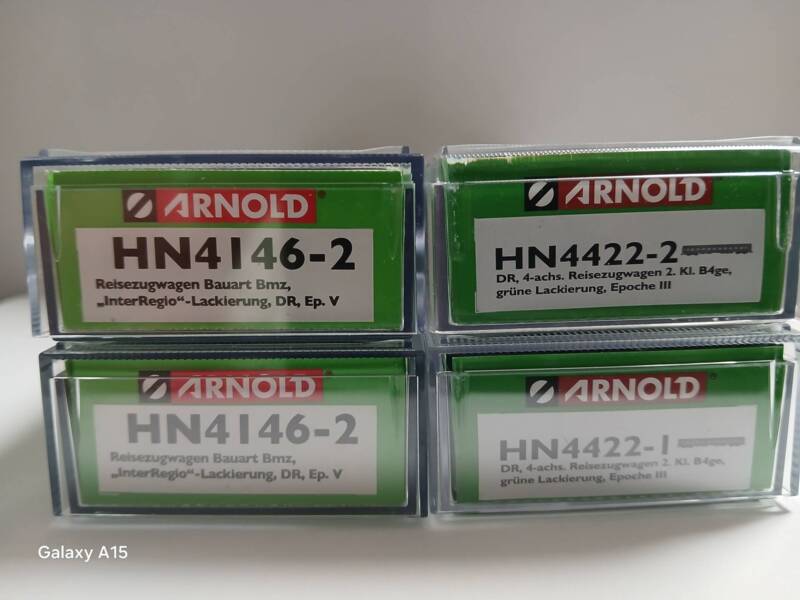 ARNOLD
HN4146-2
Reisezugwagen Bauart Bmz,
„InterRegio“-Lackierung, DR, Ep. V
ARNOLD
HN4422-2
DR, 4-achs. Reisezugwagen 2. Kl. B4ge,
grüne Lackierung, Epoche III
ARNOLD
HN4146-2
Reisezugwagen Bauart Bmz,
„InterRegio“-Lackierung, DR, Ep. V
ARNOLD
HN4422-1
DR, 4-achs. Reisezugwagen 2. Kl. B4ge,
grüne Lackierung, Epoche III
Galaxy A15